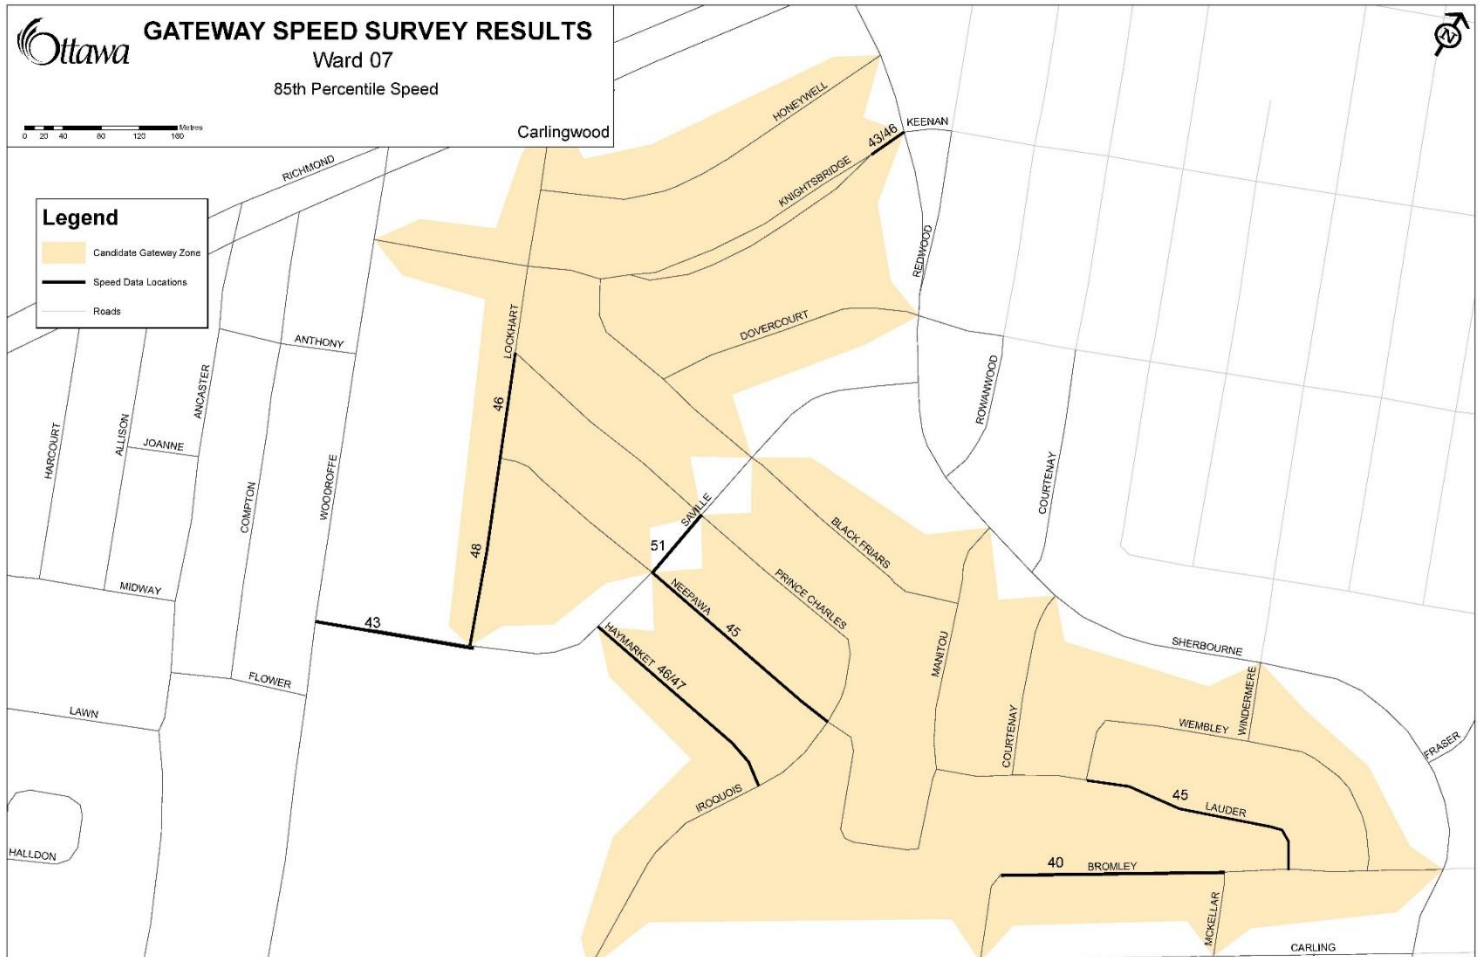 Ottawa
GATEWAY SPEED SURVEY RESULTS
Ward 07
85th Percentile Speed
Carlingwood
0 20 40 80 120 160 Metres
N
Legend
Candidate Gateway Zone
Speed Data Locations
Roads
RICHMOND
HONEYWELL
KEENAN
43/46
KNIGHTSBRIDGE
REDWOOD
LOCKHART
DOVERCOURT
ANTHONY
ROWANWOOD
ANCASTER
46
ALLISON
HARCOURT
JOANNE
COMPTON
WOODROFFE
COURTENAY
SAVILLE
51
BLACK FRIARS
48
MIDWAY
NEEPAWA
PRINCE CHARLES
43
45
HAYMARKET
46/47
MANITOU
SHERBOURNE
FLOWER
LAWN
COURTENAY
WINDERMERE
WEMBLEY
FRASER
IROQUOIS
45
LAUDER
HALLDON
40
BROMLEY
MCKELLAR
CARLING